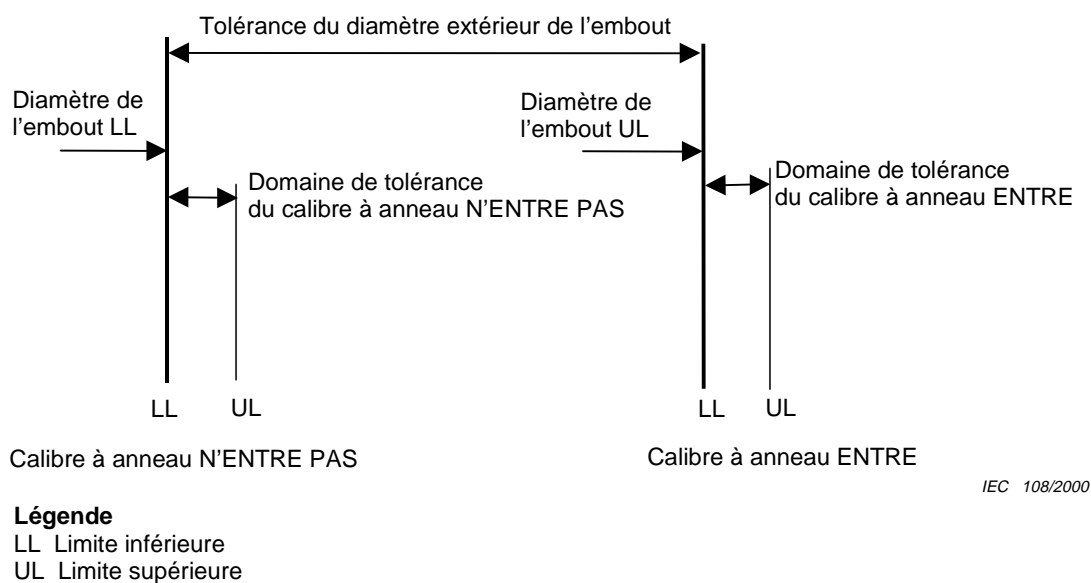 Tolérance du diamètre extérieur de l'embout
Diamètre de
l'embout LL
Diamètre de
l'embout UL
Domaine de tolérance
du calibre à anneau N'ENTRE PAS
Domaine de tolérance
du calibre à anneau ENTRE
LL UL
LL UL
Calibre à anneau N'ENTRE PAS
Calibre à anneau ENTRE
IEC 108/2000
Légende
LL Limite inférieure
UL Limite supérieure